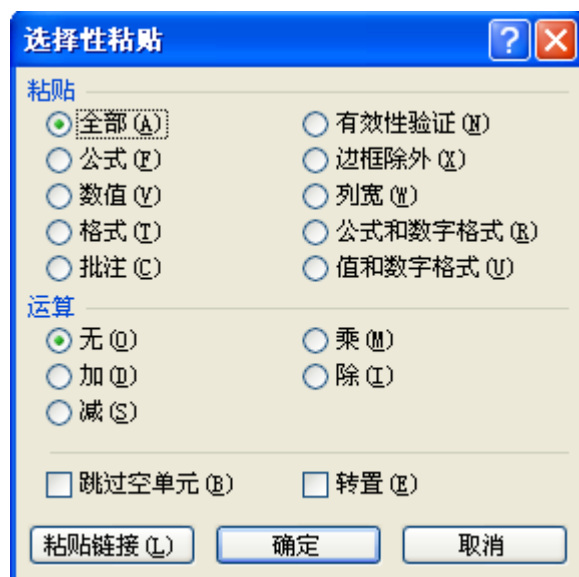 选择性粘贴
粘贴
全部(A) 有效性验证(N)
公式(F) 边框除外(X)
数值(V) 列宽(W)
格式(T) 公式和数字格式(R)
批注(C) 值和数字格式(U)
运算
无(O) 乘(M)
加(D) 除(I)
减(S)
跳过空单元(B) 转置(E)
粘贴链接(L) 确定 取消